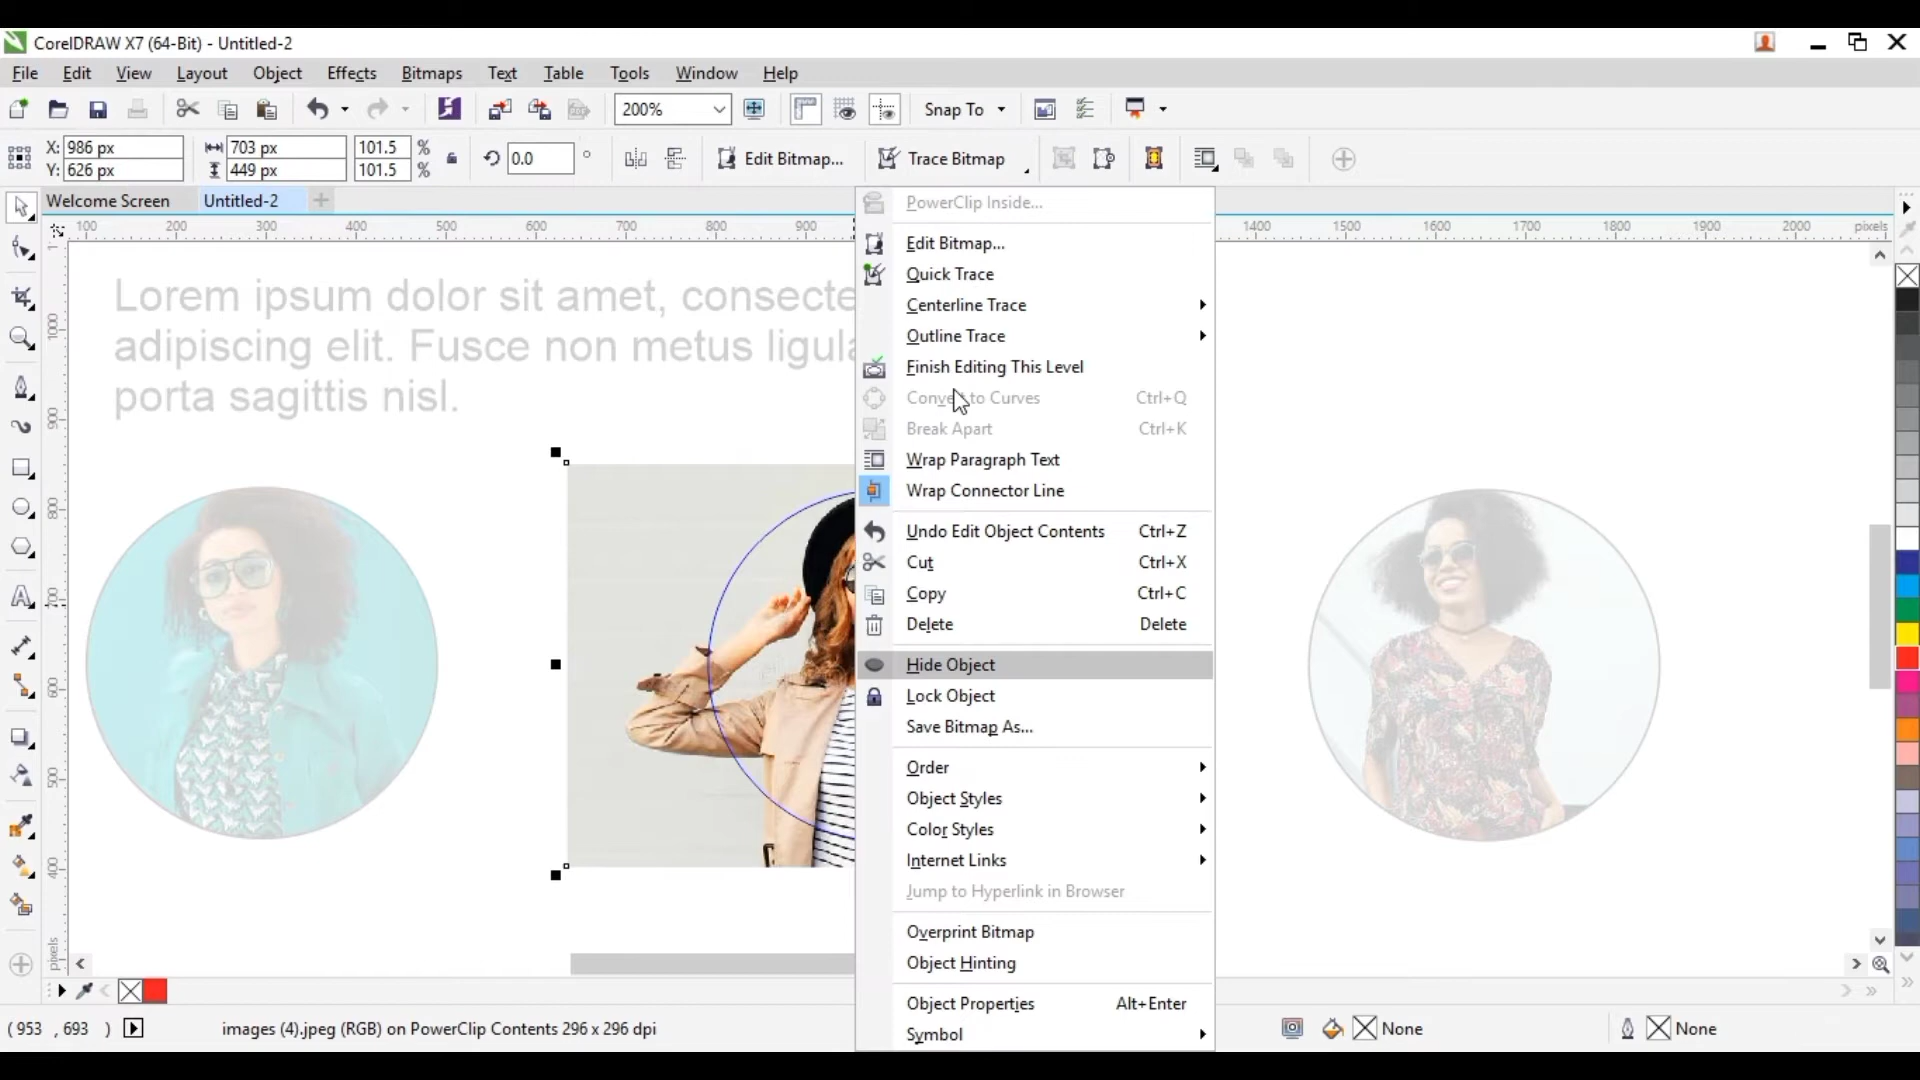 CorelDRAW X7 (64-Bit) - Untitled-2
File Edit View Layout Object Effects Bitmaps Text Table Tools Window Help
200% Snap To
X: 986 px 703 px 101.5 %
Y: 626 px 449 px 101.5 %
0.0 ° Edit Bitmap... Trace Bitmap
Welcome Screen Untitled-2
100 200 300 400 500 600 700 800 900 1400 1500 1600 1700 1800 1900 2000 pixels
1000
900
800
700
600
500
400
pixels
Lorem ipsum dolor sit amet, consecte
adipiscing elit. Fusce non metus ligula
porta sagittis nisl.
PowerClip Inside...
Edit Bitmap...
Quick Trace
Centerline Trace
Outline Trace
Finish Editing This Level
Convert to Curves Ctrl+Q
Break Apart Ctrl+K
Wrap Paragraph Text
Wrap Connector Line
Undo Edit Object Contents Ctrl+Z
Cut Ctrl+X
Copy Ctrl+C
Delete Delete
Hide Object
Lock Object
Save Bitmap As...
Order
Object Styles
Color Styles
Internet Links
Jump to Hyperlink in Browser
Overprint Bitmap
Object Hinting
Object Properties Alt+Enter
Symbol
( 953 , 693 ) images (4).jpeg (RGB) on PowerClip Contents 296 x 296 dpi None None